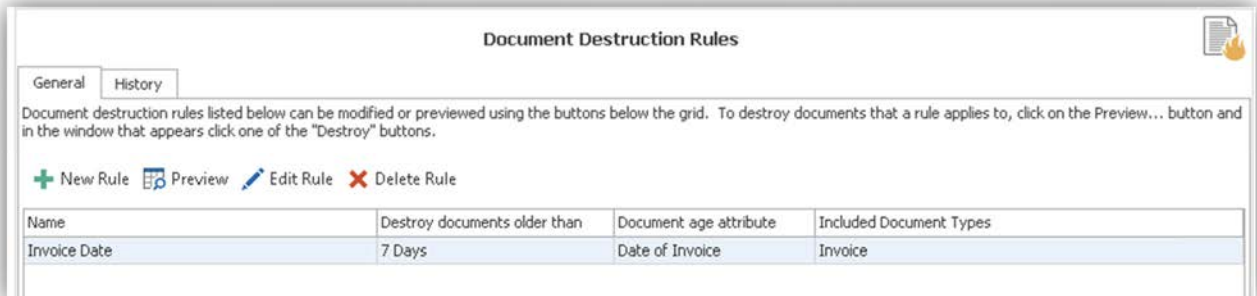 Document Destruction Rules
General History
Document destruction rules listed below can be modified or previewed using the buttons below the grid. To destroy documents that a rule applies to, click on the Preview... button and
in the window that appears click one of the "Destroy" buttons.
New Rule Preview Edit Rule Delete Rule
Name Destroy documents older than Document age attribute Included Document Types
Invoice Date 7 Days Date of Invoice Invoice